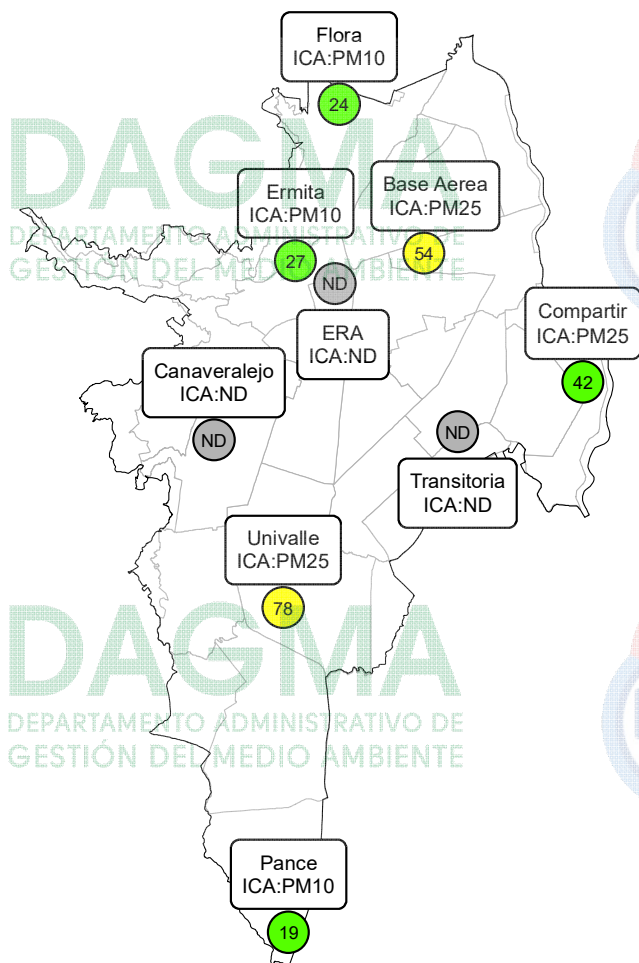 Flora
ICA:PM10
24
DAGMA
DEPARTAMENTO ADMINISTRATIVO DE
GESTIÓN DEL MEDIO AMBIENTE
Ermita
ICA:PM10
27
Base Aerea
ICA:PM25
54
ND
ERA
ICA:ND
Compartir
ICA:PM25
42
Canaveralejo
ICA:ND
ND
ND
Transitoria
ICA:ND
Univalle
ICA:PM25
78
DAGMA
DEPARTAMENTO ADMINISTRATIVO DE
GESTIÓN DEL MEDIO AMBIENTE
Pance
ICA:PM10
19